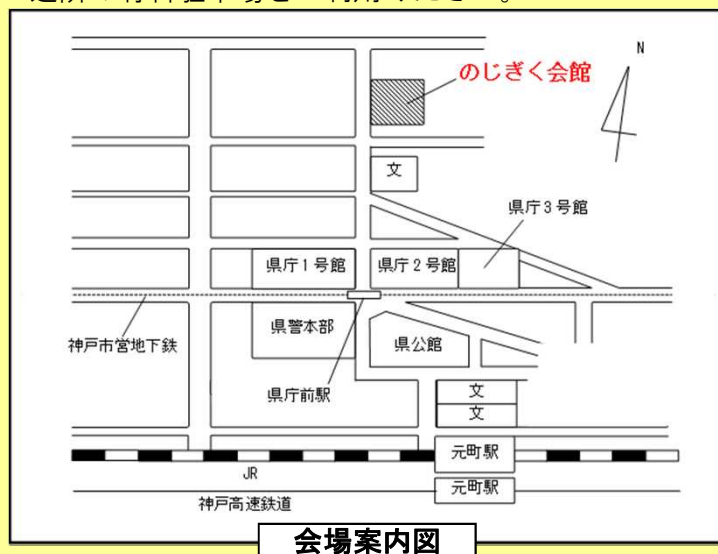 N
のじぎく会館
文
県庁3号館
県庁1号館
県庁2号館
県警本部
県公館
神戸市営地下鉄
県庁前駅
文
文
元町駅
JR
元町駅
神戸高速鉄道
会場案内図